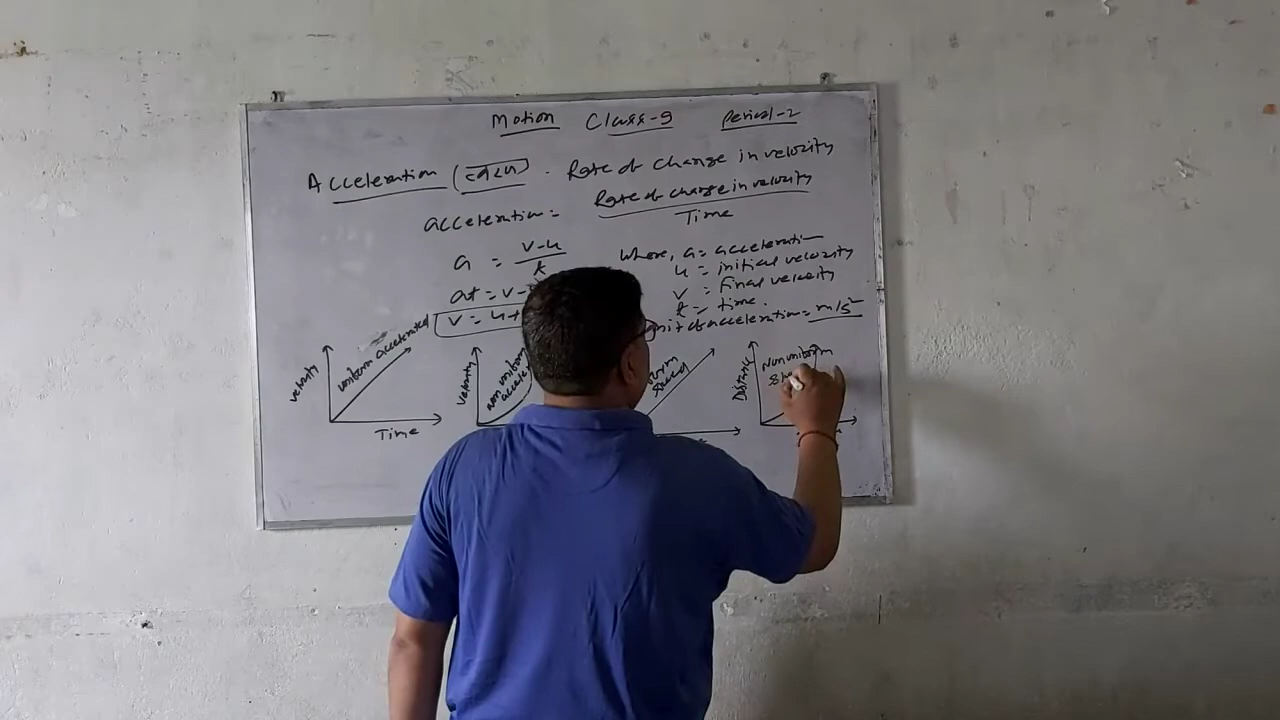 Motion Class-9 Period-2
Acceleration (त्वरण) . Rate of change in velocity
acceleration = Rate of change in velocity
Time
a = v-u
t
Where, a = acceleration
u = initial velocity
at = v-
v = final velocity
t = time.
v = u+
unit of acceleration = m/s²
velocity
uniform accelerated
Time
velocity
non uniform
Speed
Distance
Non uniform